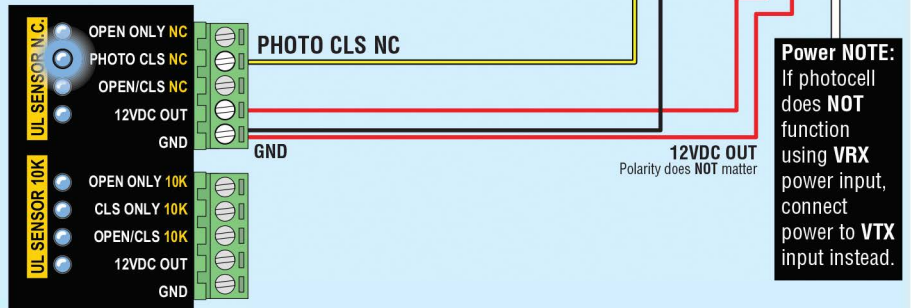 UL SENSOR N.C.
OPEN ONLY NC
PHOTO CLS NC
OPEN/CLS NC
12VDC OUT
GND
PHOTO CLS NC
GND
12VDC OUT
Polarity does NOT matter
UL SENSOR 10K
OPEN ONLY 10K
CLS ONLY 10K
OPEN/CLS 10K
12VDC OUT
GND
Power NOTE:
If photocell
does NOT
function
using VRX
power input,
connect
power to VTX
input instead.